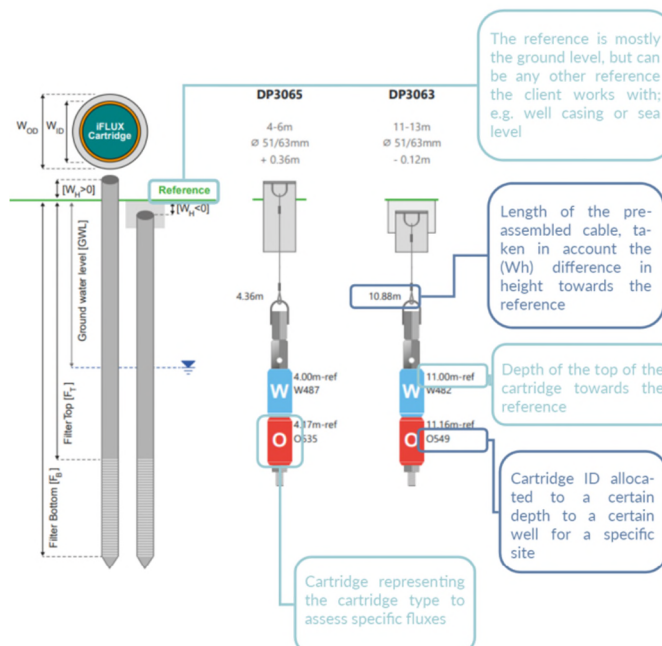 The reference is mostly
the ground level, but can
be any other reference
the client works with;
e.g. well casing or sea
level
DP3065
DP3063
4-6m
Ø 51/63mm
+ 0.36m
11-13m
Ø 51/63mm
- 0.12m
iFLUX
Cartridge
WOD
WID
[WH>0]
Reference
[WH<0]
Ground water level [GWL]
Filter Top [FT]
Filter Bottom [FB]
Length of the pre-
assembled cable, ta-
ken in account the
(Wh) difference in
height towards the
reference
4.36m
10.88m
4.00m-ref
W487
W
11.00m-ref
W482
W
Depth of the top of the
cartridge towards the
reference
4.17m-ref
O535
O
11.16m-ref
O549
O
Cartridge ID allocat-
ed to a certain
depth to a certain
well for a specific
site
Cartridge representing
the cartridge type to
assess specific fluxes